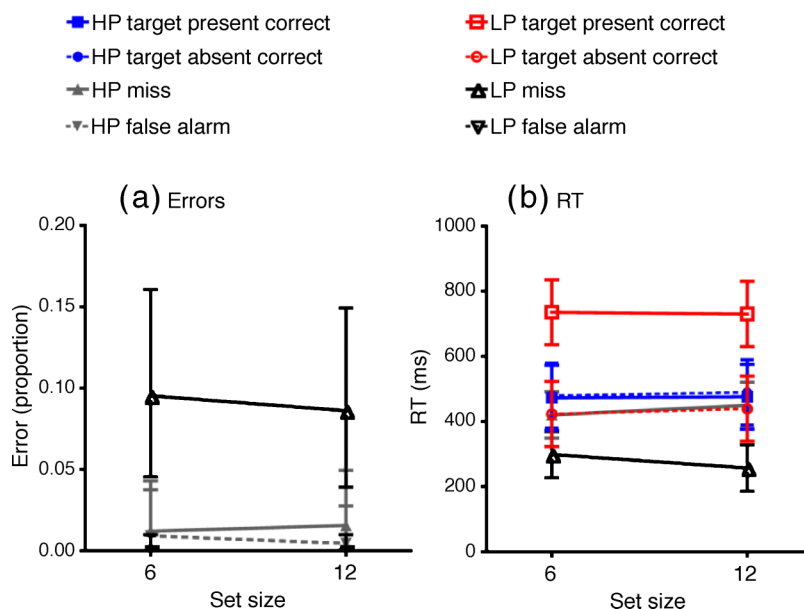 HP target present correct
HP target absent correct
HP miss
HP false alarm
LP target present correct
LP target absent correct
LP miss
LP false alarm
(a) Errors
0.20
0.15
0.10
0.05
0.00
Error (proportion)
6
12
Set size
(b) RT
1000
800
600
400
200
0
RT (ms)
6
12
Set size